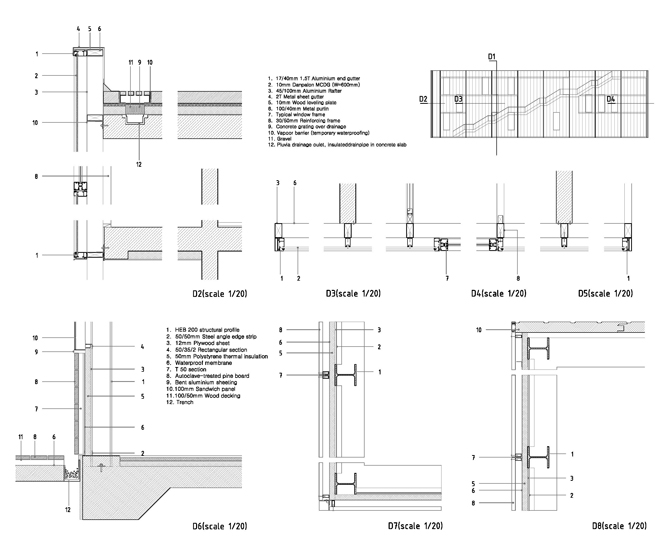 4 5 6
1
2
3
10
11 9 8 10
12
8
1
D2(scale 1/20)
1. 17/40mm 1.5T Aluminium end gutter
2. 10mm Danpalon MCDQ (W=600mm)
3. 45/100mm Aluminium Rafter
4. 2T Metal sheet gutter
5. 10mm Wood leveling plate
6. 100/40mm Metal purlin
7. Typical window frame
8. 30/50mm Reinforcing frame
9. Concrete grating over drainage
10. Vapoor barrier (temporary waterproofing)
11. Gravel
12. Pluvia drainage oulet, insulateddrainpipe in concrete slab
D1
D2
D3
D4
3 6
1 2
7 8
1
D3(scale 1/20)
D4(scale 1/20)
D5(scale 1/20)
1. HEB 200 structural profile
2. 50/50mm Steel angle edge strip
3. 12mm Plywood sheet
4. 50/35/2 Rectangular section
5. 50mm Polystyrene thermal insulation
6. Waterproof membrane
7. T 50 section
8. Autoclave-treated pine board
9. Bent aluminium sheeting
10.100mm Sandwich panel
11.100/50mm Wood decking
12. Trench
10
9
8
7
11 8 6
12
4
3
1
5
6
2
D6(scale 1/20)
8 3
6 2
5
7 1
D7(scale 1/20)
10
7 1
5 3
6 2
8
D8(scale 1/20)